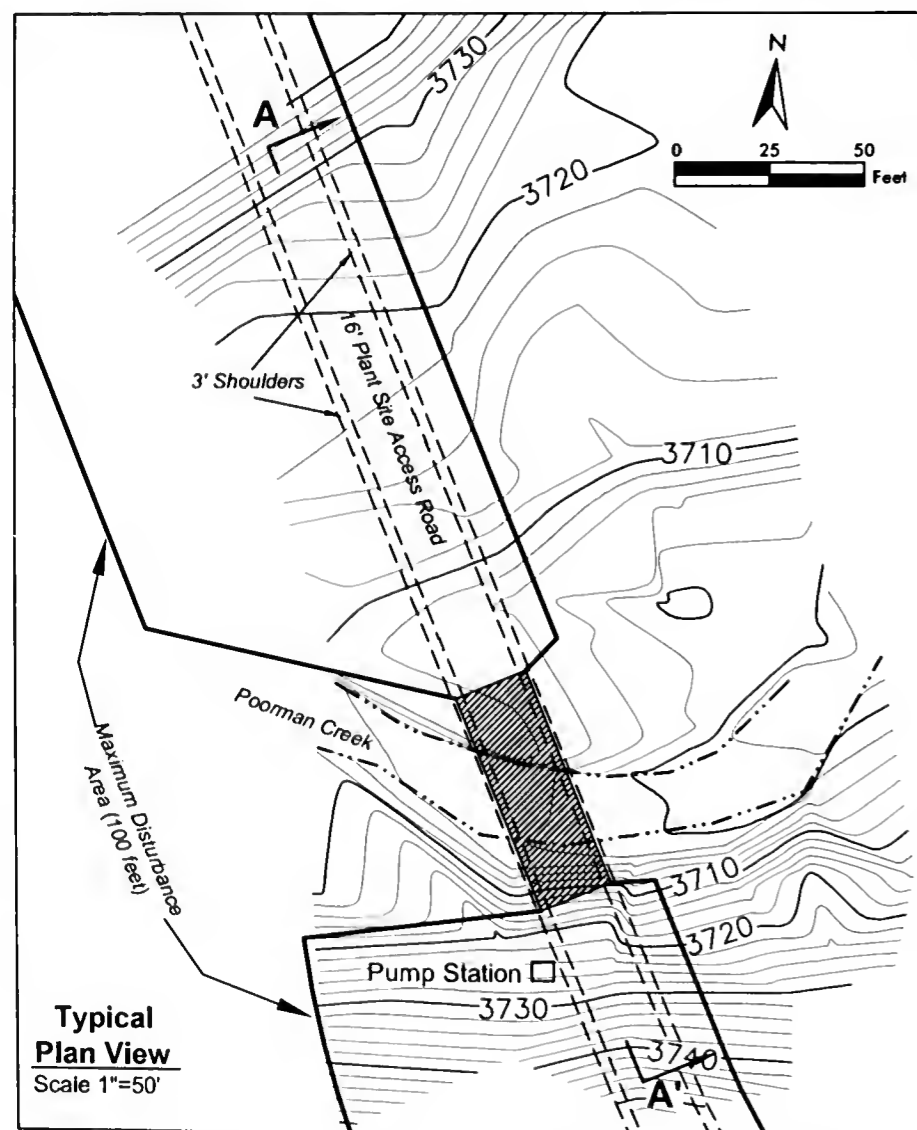 3730
N
A
0 25 50
Feet
3720
16' Plant Site Access Road
3' Shoulders
3710
Poorman Creek
Maximum Disturbance
Area (100 feet)
3710
3720
Pump Station
3730
3740
A'
Typical
Plan View
Scale 1"=50'